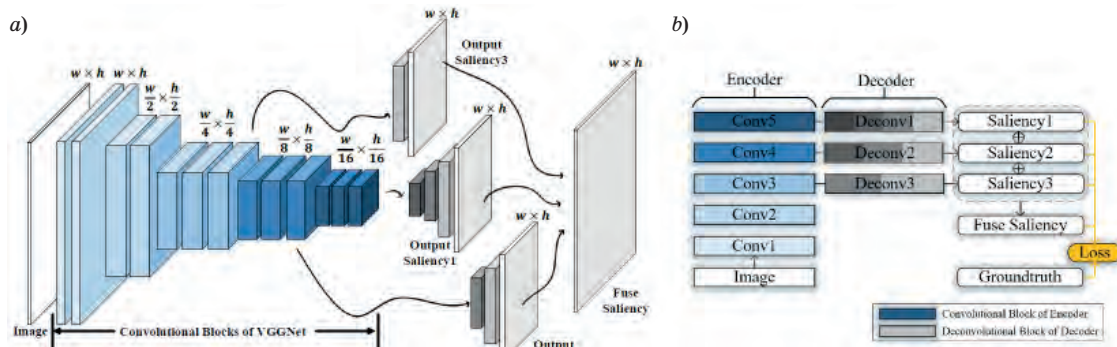 a)
w × h
w × h
w/2 × h/2
w/4 × h/4
w/8 × h/8
w/16 × h/16
w × h
Output
Saliency3
w × h
Output
Saliency1
w × h
Output
w × h
Fuse
Saliency
Image
Convolutional Blocks of VGGNet
b)
Encoder
Decoder
Conv5
Deconv1
Saliency1
⊕
Conv4
Deconv2
Saliency2
⊕
Conv3
Deconv3
Saliency3
Conv2
Fuse Saliency
Conv1
Loss
Image
Groundtruth
Convolutional Block of Encoder
Deconvolutional Block of Decoder